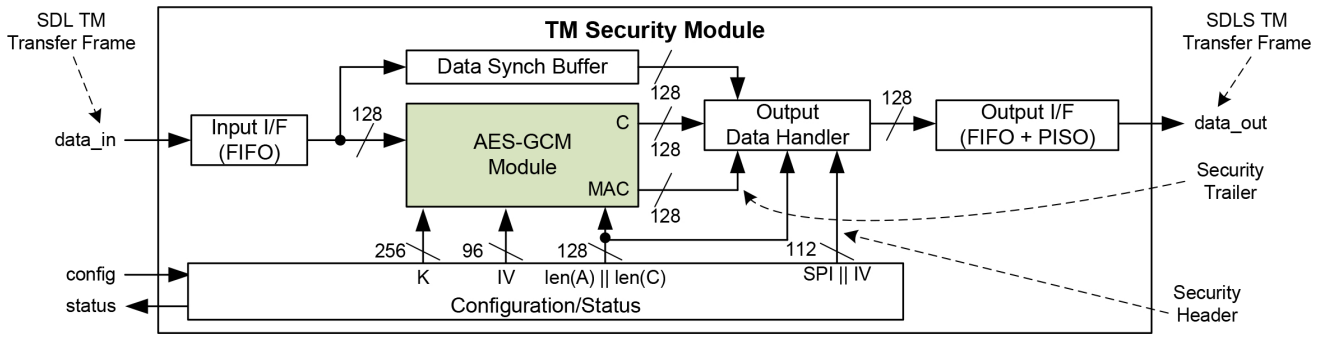 SDL TM
Transfer Frame
TM Security Module
SDLS TM
Transfer Frame
Data Synch Buffer
128
data_in
Input I/F
(FIFO)
128
AES-GCM
Module
C
128
MAC
128
Output
Data Handler
128
Output I/F
(FIFO + PISO)
data_out
Security
Trailer
256
96
128
112
K
IV
len(A) || len(C)
SPI || IV
config
status
Configuration/Status
Security
Header